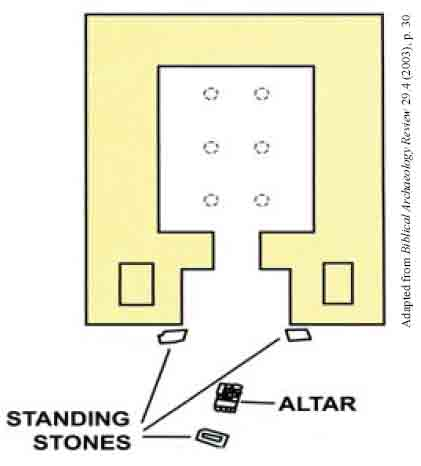 Adapted from Biblical Archaeology Review 29.4 (2003), p. 30
ALTAR
STANDING
STONES